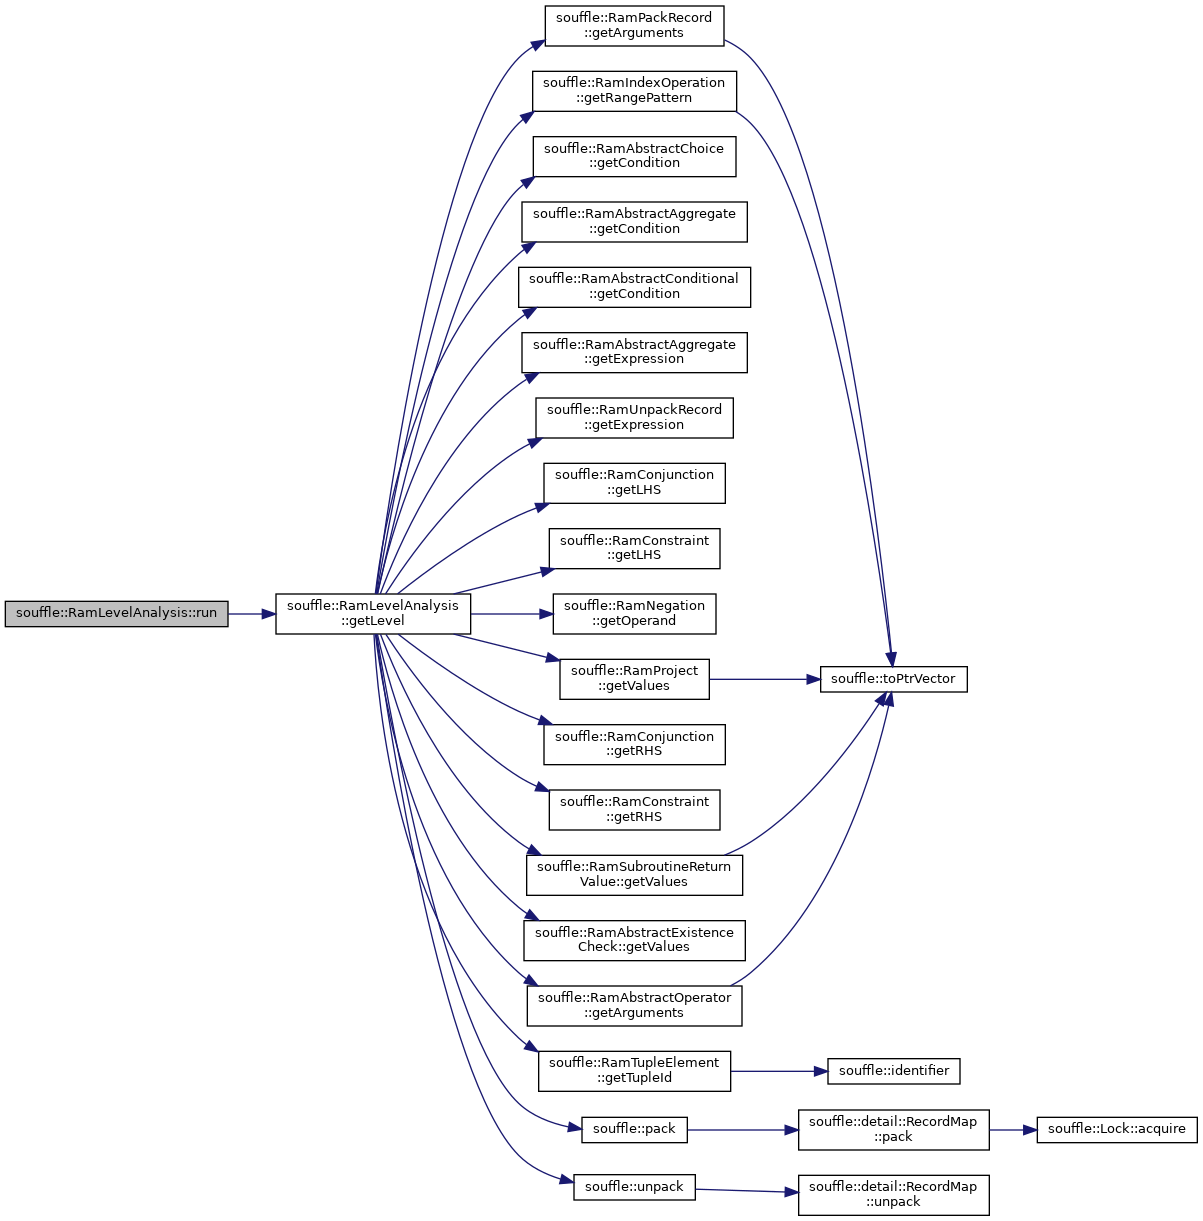 souffle::RamPackRecord
::getArguments
souffle::RamIndexOperation
::getRangePattern
souffle::RamAbstractChoice
::getCondition
souffle::RamAbstractAggregate
::getCondition
souffle::RamAbstractConditional
::getCondition
souffle::RamAbstractAggregate
::getExpression
souffle::RamUnpackRecord
::getExpression
souffle::RamConjunction
::getLHS
souffle::RamConstraint
::getLHS
souffle::RamLevelAnalysis::run
souffle::RamLevelAnalysis
::getLevel
souffle::RamNegation
::getOperand
souffle::RamProject
::getValues
souffle::toPtrVector
souffle::RamConjunction
::getRHS
souffle::RamConstraint
::getRHS
souffle::RamSubroutineReturn
Value::getValues
souffle::RamAbstractExistence
Check::getValues
souffle::RamAbstractOperator
::getArguments
souffle::RamTupleElement
::getTupleId
souffle::identifier
souffle::pack
souffle::detail::RecordMap
::pack
souffle::Lock::acquire
souffle::unpack
souffle::detail::RecordMap
::unpack